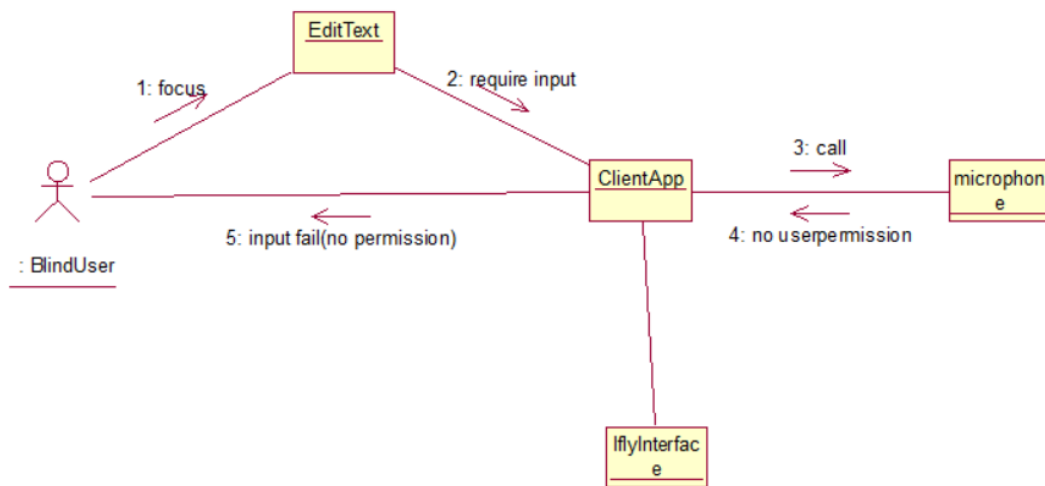 EditText
1: focus
2: require input
3: call
ClientApp
microphon
e
4: no userpermission
5: input fail(no permission)
: BlindUser
IflyInterfac
e